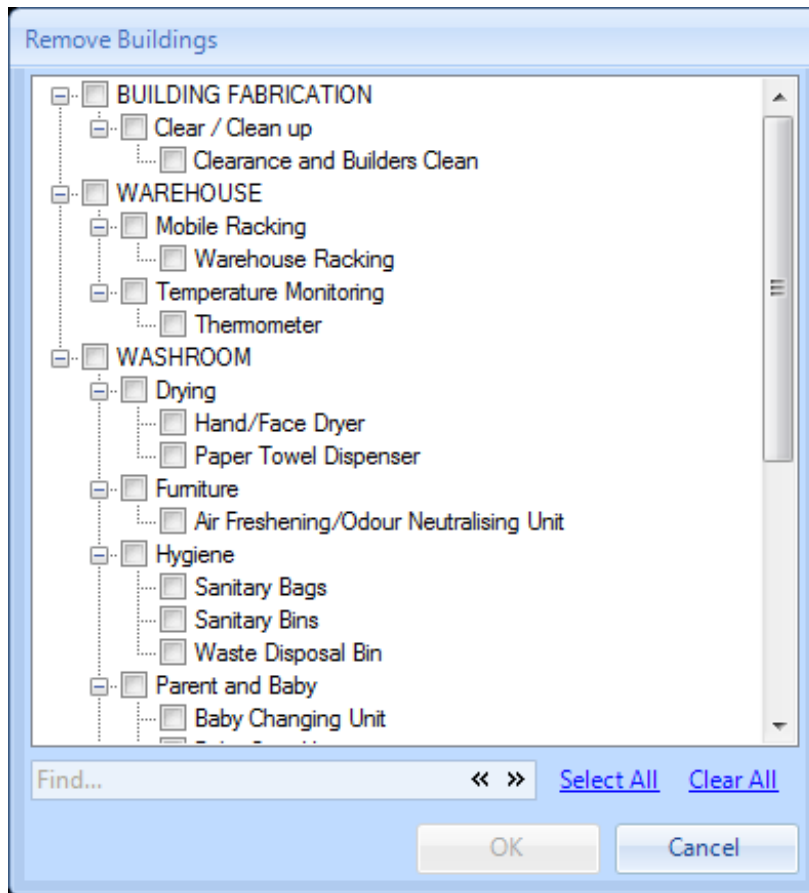 Remove Buildings
BUILDING FABRICATION
Clear / Clean up
Clearance and Builders Clean
WAREHOUSE
Mobile Racking
Warehouse Racking
Temperature Monitoring
Thermometer
WASHROOM
Drying
Hand/Face Dryer
Paper Towel Dispenser
Furniture
Air Freshening/Odour Neutralising Unit
Hygiene
Sanitary Bags
Sanitary Bins
Waste Disposal Bin
Parent and Baby
Baby Changing Unit
Find... « » Select All Clear All
OK Cancel